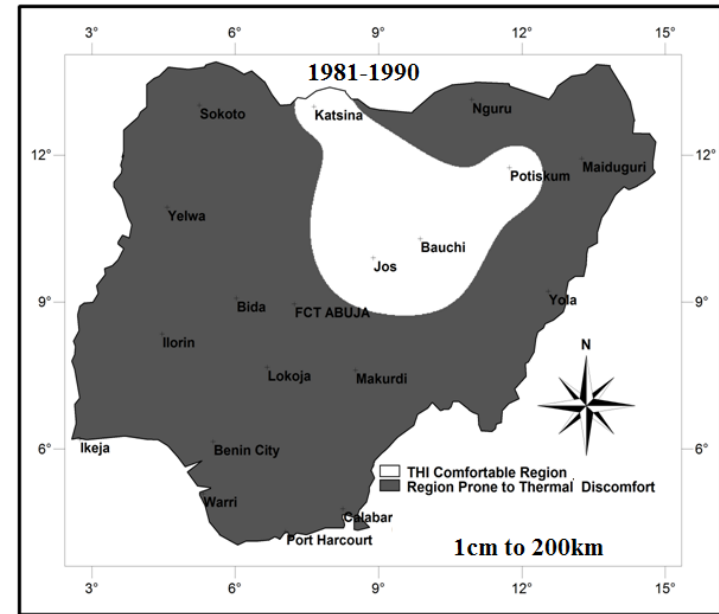 3° 6° 9° 12° 15°
1981-1990
Sokoto
Katsina
Nguru
12° 12°
Potiskum
Maiduguri
Yelwa
Bauchi
Jos
9° Bida FCT ABUJA Yola 9°
Ilorin
N
Lokoja
Makurdi
6° Ikeja Benin City 6°
THI Comfortable Region
Region Prone to Thermal Discomfort
Warri
Calabar
Port Harcourt
1cm to 200km
3° 6° 9° 12° 15°